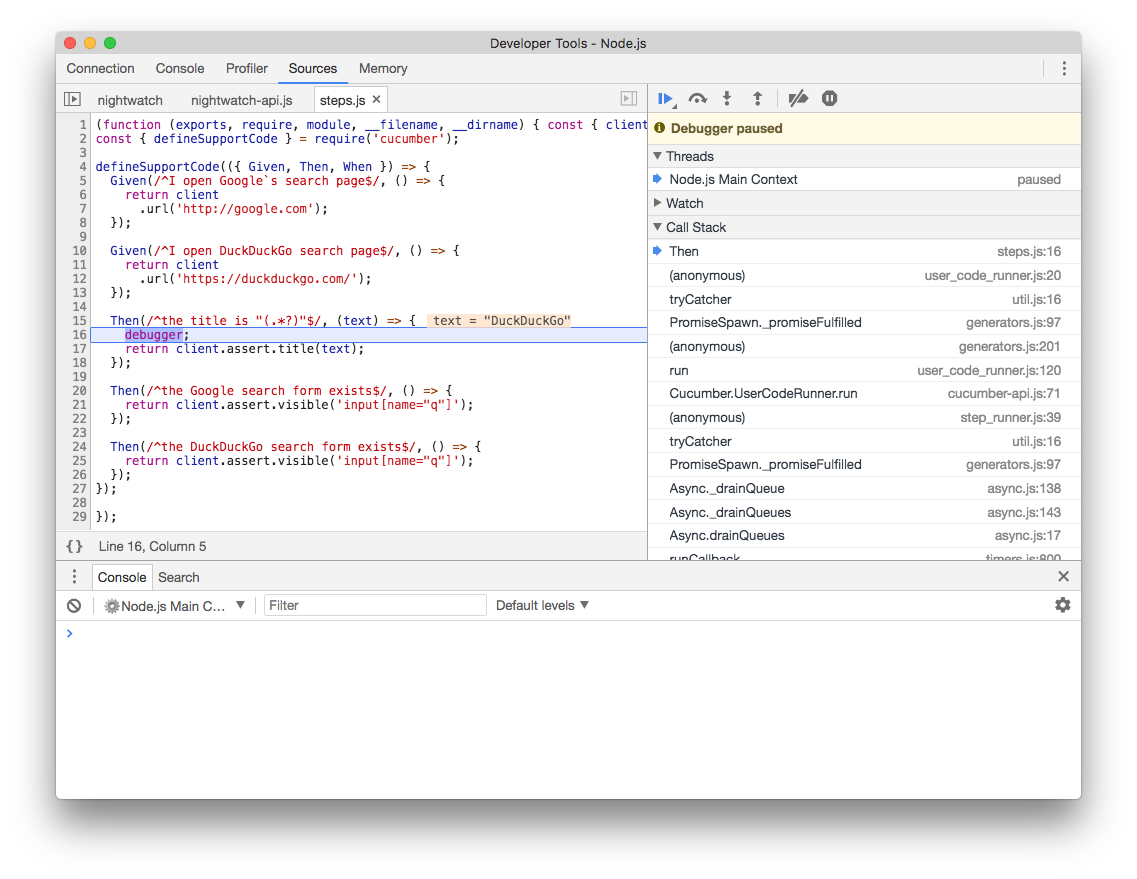 Developer Tools - Node.js
Connection Console Profiler Sources Memory
nightwatch nightwatch-api.js steps.js ×
1 (function (exports, require, module, __filename, __dirname) { const { client
2 const { defineSupportCode } = require('cucumber');
3
4 defineSupportCode(({ Given, Then, When }) => {
5 Given(/^I open Google`s search page$/, () => {
6 return client
7 .url('http://google.com');
8 });
9
10 Given(/^I open DuckDuckGo search page$/, () => {
11 return client
12 .url('https://duckduckgo.com/');
13 });
14
15 Then(/^the title is "(.*?)"$/, (text) => { text = "DuckDuckGo"
16 debugger;
17 return client.assert.title(text);
18 });
19
20 Then(/^the Google search form exists$/, () => {
21 return client.assert.visible('input[name="q"]');
22 });
23
24 Then(/^the DuckDuckGo search form exists$/, () => {
25 return client.assert.visible('input[name="q"]');
26 });
27 });
28
29 });
{} Line 16, Column 5
Debugger paused
Threads
Node.js Main Context paused
Watch
Call Stack
Then steps.js:16
(anonymous) user_code_runner.js:20
tryCatcher util.js:16
PromiseSpawn._promiseFulfilled generators.js:97
(anonymous) generators.js:201
run user_code_runner.js:120
Cucumber.UserCodeRunner.run cucumber-api.js:71
(anonymous) step_runner.js:39
tryCatcher util.js:16
PromiseSpawn._promiseFulfilled generators.js:97
Async._drainQueue async.js:138
Async._drainQueues async.js:143
Async.drainQueues async.js:17
runCallback timers.js:800
Console Search
Node.js Main C... ▼ Filter Default levels ▼